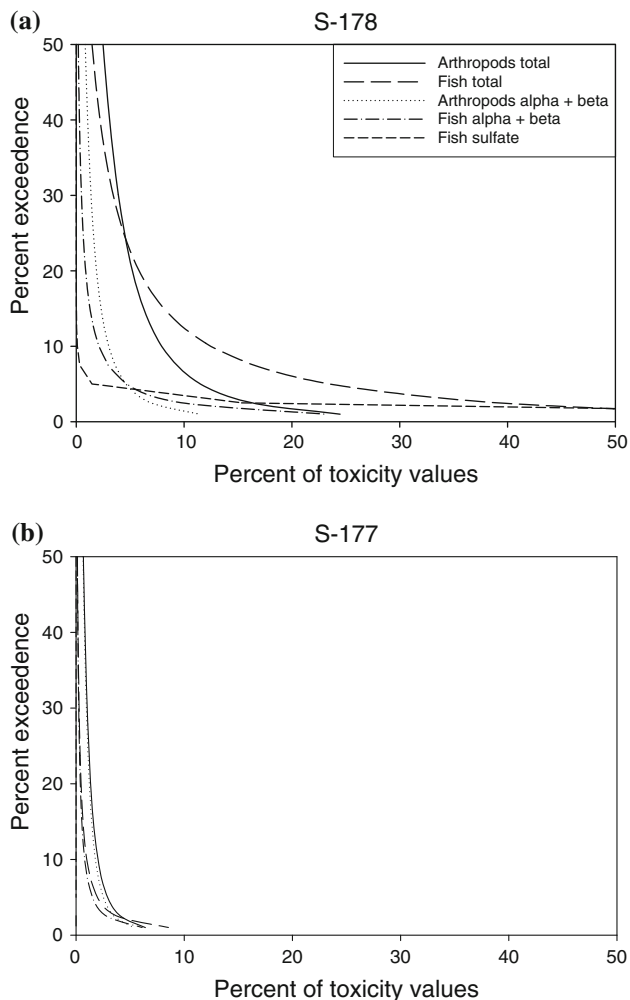 (a)
S-178
50
40
30
20
10
0
Percent exceedence
Arthropods total
Fish total
Arthropods alpha + beta
Fish alpha + beta
Fish sulfate
0 10 20 30 40 50
Percent of toxicity values
(b)
S-177
50
40
30
20
10
0
Percent exceedence
0 10 20 30 40 50
Percent of toxicity values